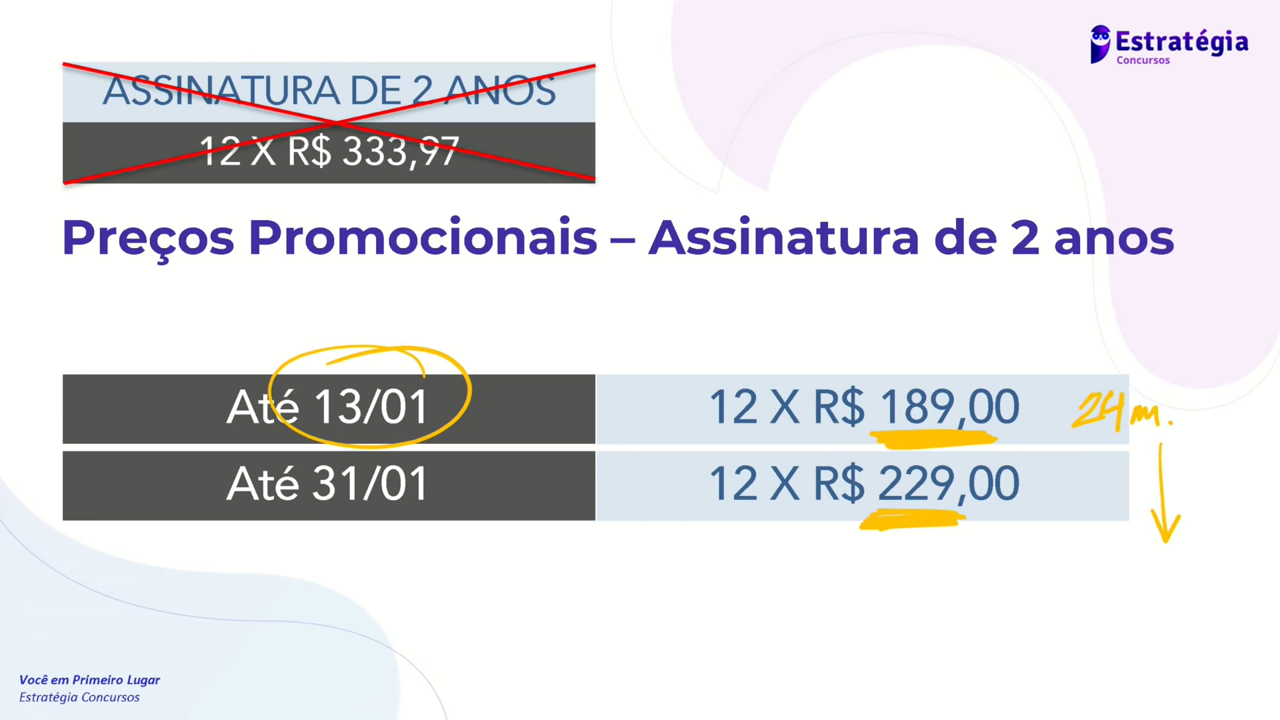 Estratégia
Concursos
ASSINATURA DE 2 ANOS
12 X R$ 333,97
Preços Promocionais – Assinatura de 2 anos
Até 13/01
12 X R$ 189,00
24 m.
Até 31/01
12 X R$ 229,00
Você em Primeiro Lugar
Estratégia Concursos